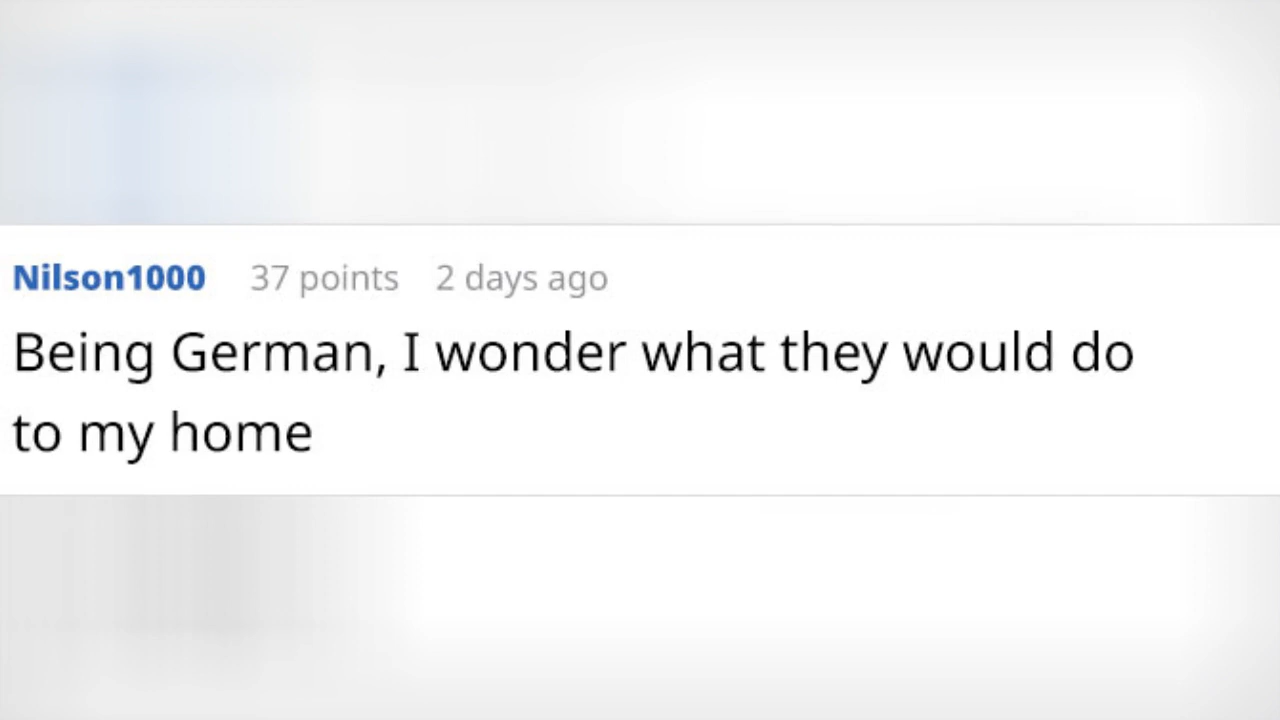 Nilson1000 37 points 2 days ago
Being German, I wonder what they would do
to my home